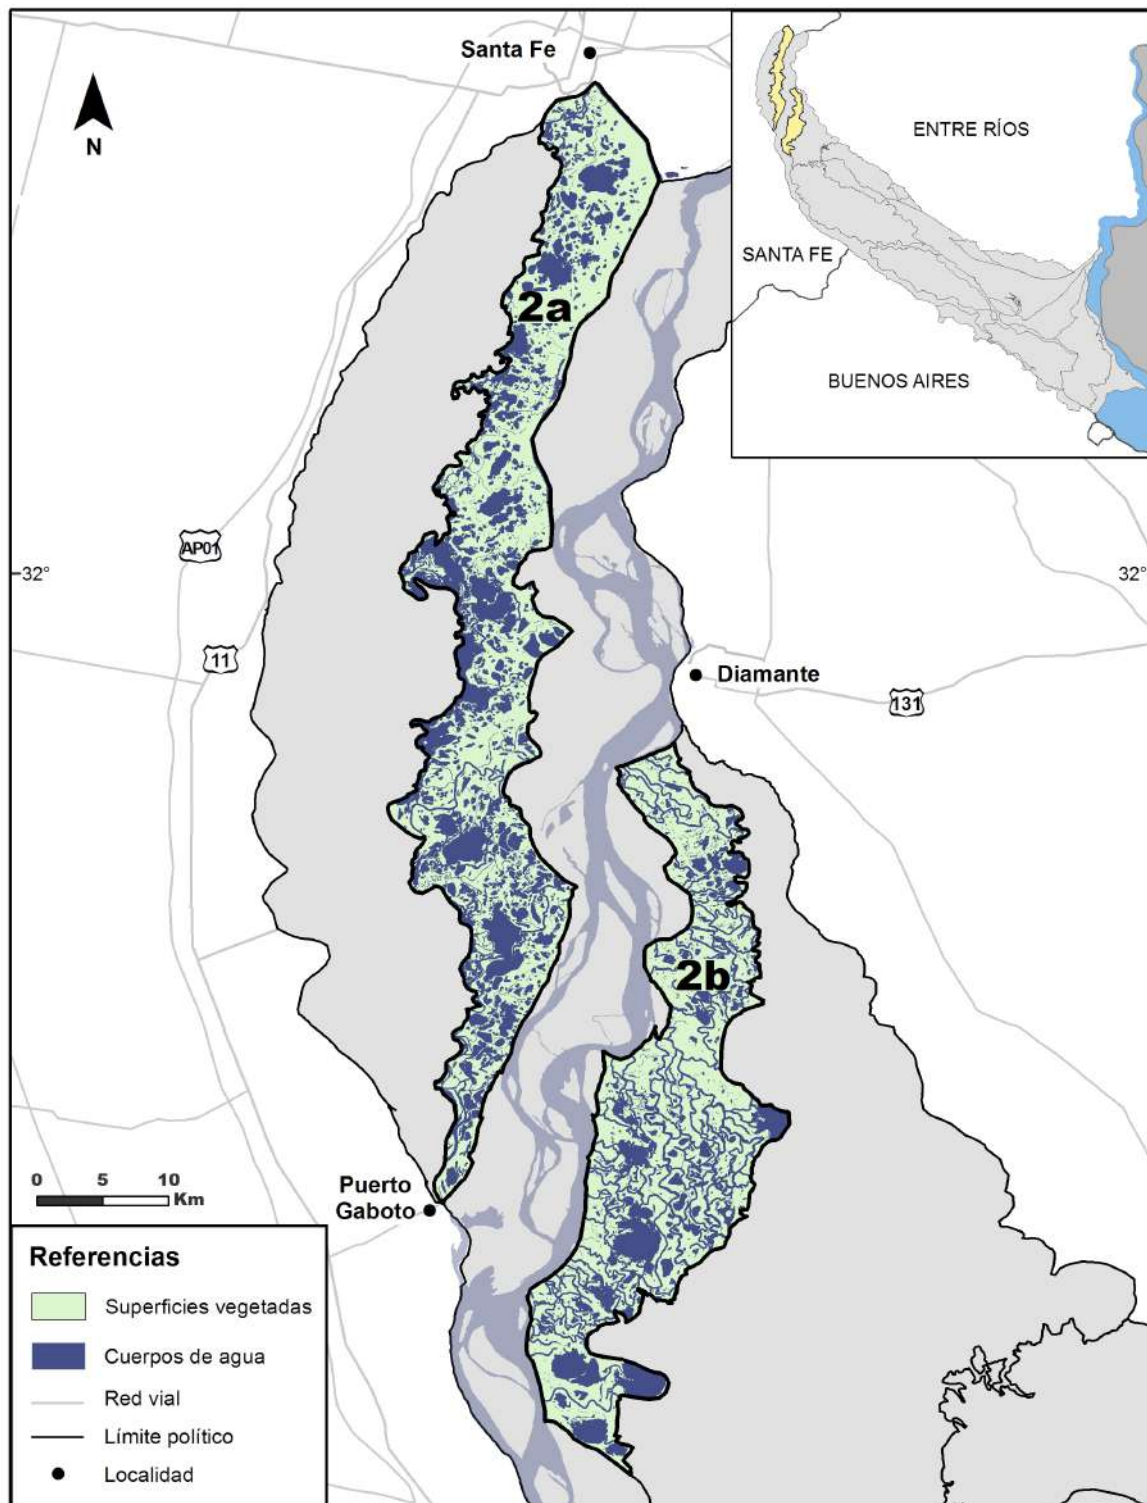 Santa Fe
N
ENTRE RÍOS
SANTA FE
BUENOS AIRES
2a
AP01
32°
32°
11
Diamante
131
2b
0 5 10
Km
Puerto
Gaboto
Referencias
Superficies vegetadas
Cuerpos de agua
Red vial
Límite político
Localidad